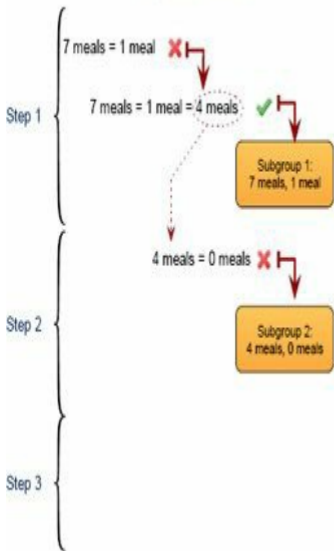 7 meals = 1 meal
Step 1
7 meals = 1 meal = 4 meals
Subgroup 1:
7 meals, 1 meal
4 meals = 0 meals
Step 2
Subgroup 2:
4 meals, 0 meals
Step 3